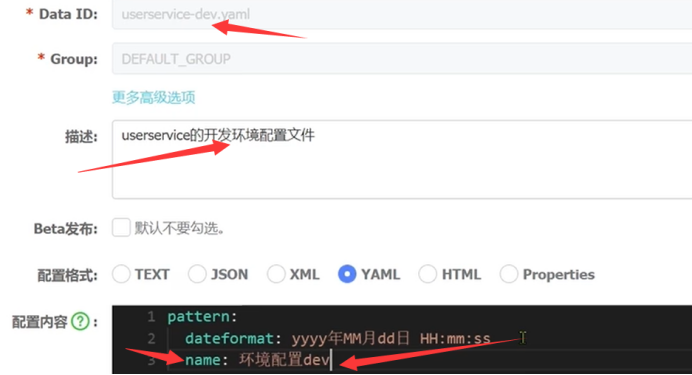 * Data ID: userservice-dev.yaml
* Group: DEFAULT_GROUP
更多高级选项
描述: userservice的开发环境配置文件
Beta发布: 默认不要勾选。
配置格式: TEXT JSON XML YAML HTML Properties
配置内容 ? : 1 pattern:
2 dateformat: yyyy年MM月dd日 HH:mm:ss
3 name: 环境配置dev